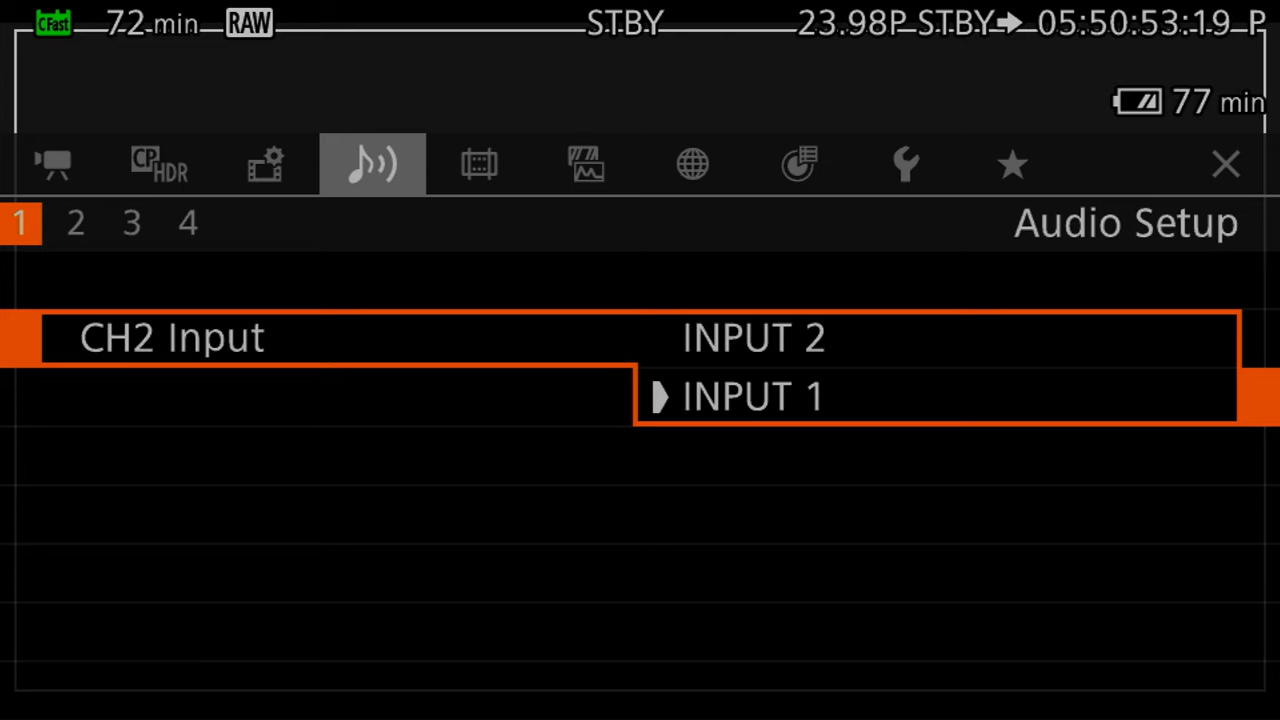 CFast 72 min RAW STBY 23.98P STBY➡ 05:50:53:19 P
77 min
CP HDR
1 2 3 4 Audio Setup
CH2 Input INPUT 2
INPUT 1